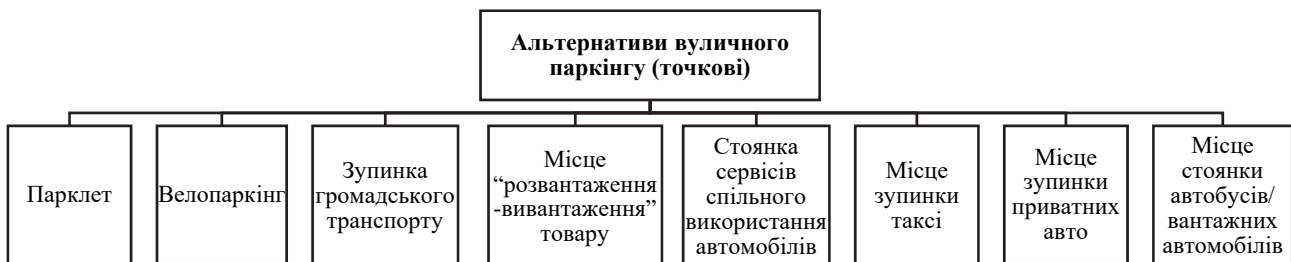 Альтернативи вуличного
паркінгу (точкові)
Парклет
Велопаркінг
Зупинка
громадського
транспорту
Місце
“розвантаження
-вивантаження”
товару
Стоянка
сервісів
спільного
використання
автомобілів
Місце
зупинки
таксі
Місце
зупинки
приватних
авто
Місце
стоянки
автобусів/
вантажних
автомобілів